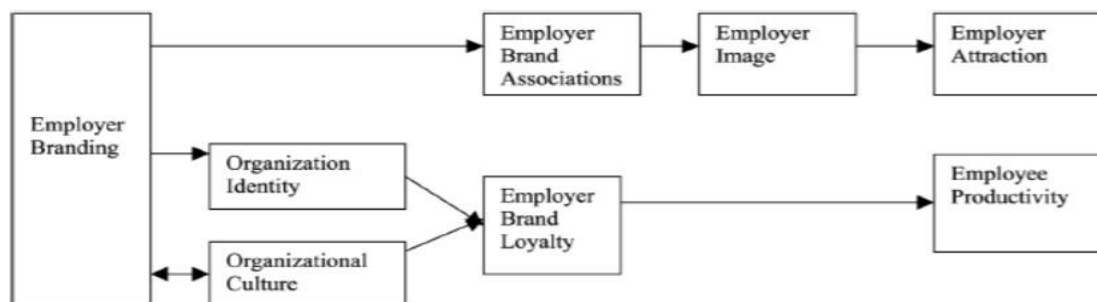 Employer
Branding
Employer
Brand
Associations
Employer
Image
Employer
Attraction
Organization
Identity
Organizational
Culture
Employer
Brand
Loyalty
Employee
Productivity